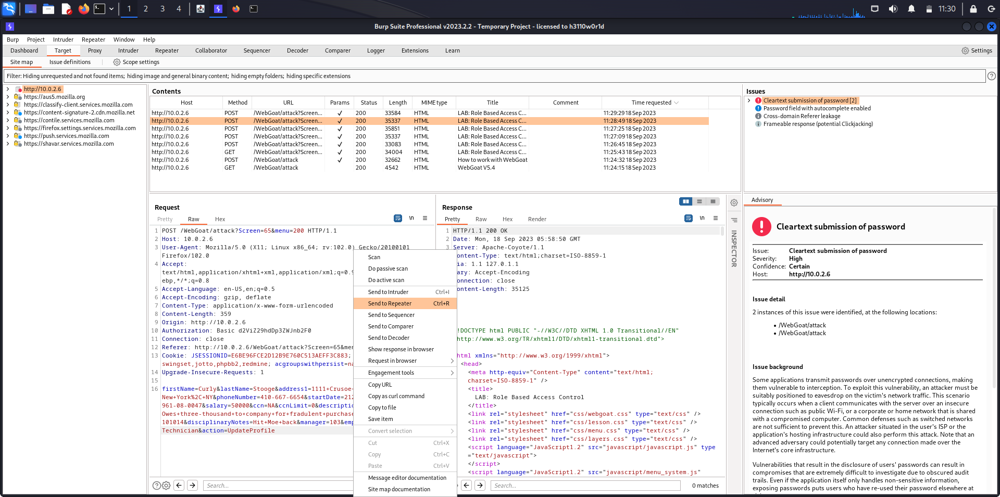 1
2
3
4
11:30
Burp Suite Professional v2023.2.2 - Temporary Project - licensed to h3110w0r1d
Burp Project Intruder Repeater Window Help
Dashboard Target Proxy Intruder Repeater Collaborator Sequencer Decoder Comparer Logger Extensions Learn Settings
Site map Issue definitions Scope settings
Filter: Hiding unrequested and not found items; hiding image and general binary content; hiding empty folders; hiding specific extensions
http://10.0.2.6
https://aus5.mozilla.org
https://classify-client.services.mozilla.com
https://content-signature-2.cdn.mozilla.net
https://contile.services.mozilla.com
https://firefox.settings.services.mozilla.com
https://push.services.mozilla.com
https://shavar.services.mozilla.com
Contents
Host Method URL Params Status Length MIME type Title Comment Time requested
http://10.0.2.6 POST /WebGoat/attack?Screen... ✓ 200 33584 HTML LAB: Role Based Access C... 11:29:29 18 Sep 2023
http://10.0.2.6 POST /WebGoat/attack?Screen... ✓ 200 35337 HTML LAB: Role Based Access C... 11:28:49 18 Sep 2023
http://10.0.2.6 POST /WebGoat/attack?Screen... ✓ 200 35851 HTML LAB: Role Based Access C... 11:27:25 18 Sep 2023
http://10.0.2.6 POST /WebGoat/attack?Screen... ✓ 200 35337 HTML LAB: Role Based Access C... 11:27:09 18 Sep 2023
http://10.0.2.6 POST /WebGoat/attack?Screen... ✓ 200 33083 HTML LAB: Role Based Access C... 11:26:45 18 Sep 2023
http://10.0.2.6 GET /WebGoat/attack?Screen... ✓ 200 34004 HTML LAB: Role Based Access C... 11:25:43 18 Sep 2023
http://10.0.2.6 POST /WebGoat/attack ✓ 200 32662 HTML How to work with WebGoat 11:24:32 18 Sep 2023
http://10.0.2.6 GET /WebGoat/attack 200 4542 HTML WebGoat V5.4 11:24:15 18 Sep 2023
Issues
Cleartext submission of password [2]
Password field with autocomplete enabled
Cross-domain Referer leakage
Frameable response (potential Clickjacking)
Request
Pretty Raw Hex \n
1 POST /WebGoat/attack?Screen=65&menu=200 HTTP/1.1
2 Host: 10.0.2.6
3 User-Agent: Mozilla/5.0 (X11; Linux x86_64; rv:102.0) Gecko/20100101
Firefox/102.0
4 Accept:
text/html,application/xhtml+xml,application/xml;q=0.9
ebp,*/*;q=0.8
5 Accept-Language: en-US,en;q=0.5
6 Accept-Encoding: gzip, deflate
7 Content-Type: application/x-www-form-urlencoded
8 Content-Length: 359
9 Origin: http://10.0.2.6
10 Authorization: Basic d2ViZ29hdDp3ZWJnb2F0
11 Connection: close
12 Referer: http://10.0.2.6/WebGoat/attack?Screen=65&men
13 Cookie: JSESSIONID=E6BE96FCE2D12B9E760C513AEFF3C883;
swingset,jotto,phpbb2,redmine; acgroupswithpersist=na
14 Upgrade-Insecure-Requests: 1
15
16 firstName=Curly&lastName=Stooge&address1=1111+Crusoe+
New+York%2C+NY&phoneNumber=410-667-6654&startDate=212
961-08-0047&salary=50000&ccn=NA&ccnLimit=0&descriptio
Owes+three-thousand+to+company+for+fradulent+purchase
101014&disciplinaryNotes=Hit+Moe+back&manager=103&emp
Technician&action=UpdateProfile
Search...
Scan
Do passive scan
Do active scan
Send to Intruder Ctrl+I
Send to Repeater Ctrl+R
Send to Sequencer
Send to Comparer
Send to Decoder
Show response in browser
Request in browser
Engagement tools
Copy URL
Copy as curl command
Copy to file
Save item
Convert selection
Cut Ctrl+X
Copy Ctrl+C
Paste Ctrl+V
Message editor documentation
Site map documentation
Response
Pretty Raw Hex Render \n
1 HTTP/1.1 200 OK
2 Date: Mon, 18 Sep 2023 05:58:50 GMT
3 Server: Apache-Coyote/1.1
ontent-Type: text/html;charset=ISO-8859-1
ia: 1.1 127.0.1.1
ary: Accept-Encoding
onnection: close
ontent-Length: 35125
!DOCTYPE html PUBLIC "-//W3C//DTD XHTML 1.0 Transitional//EN"
http://www.w3.org/TR/xhtml1/DTD/xhtml1-transitional.dtd">
html xmlns="http://www.w3.org/1999/xhtml">
<head>
<meta http-equiv="Content-Type" content="text/html;
charset=ISO-8859-1" />
<title>
LAB: Role Based Access Control
</title>
<link rel="stylesheet" href="css/webgoat.css" type="text/css" />
<link rel="stylesheet" href="css/lesson.css" type="text/css" />
<link rel="stylesheet" href="css/menu.css" type="text/css" />
<link rel="stylesheet" href="css/layers.css" type="text/css" />
<script language="JavaScript1.2" src="javascript/javascript.js" type
="text/javascript">
</script>
<script language="JavaScript1.2" src="javascript/menu_system.js"
Search...
0 matches
INSPECTOR
Advisory
Cleartext submission of password
Issue: Cleartext submission of password
Severity: High
Confidence: Certain
Host: http://10.0.2.6
Issue detail
2 instances of this issue were identified, at the following locations:
• /WebGoat/attack
• /WebGoat/attack
Issue background
Some applications transmit passwords over unencrypted connections, making
them vulnerable to interception. To exploit this vulnerability, an attacker must be
suitably positioned to eavesdrop on the victim's network traffic. This scenario
typically occurs when a client communicates with the server over an insecure
connection such as public Wi-Fi, or a corporate or home network that is shared
with a compromised computer. Common defenses such as switched networks
are not sufficient to prevent this. An attacker situated in the user's ISP or the
application's hosting infrastructure could also perform this attack. Note that an
advanced adversary could potentially target any connection made over the
Internet's core infrastructure.
Vulnerabilities that result in the disclosure of users' passwords can result in
compromises that are extremely difficult to investigate due to obscured audit
trails. Even if the application itself only handles non-sensitive information,
exposing passwords puts users who have re-used their password elsewhere at